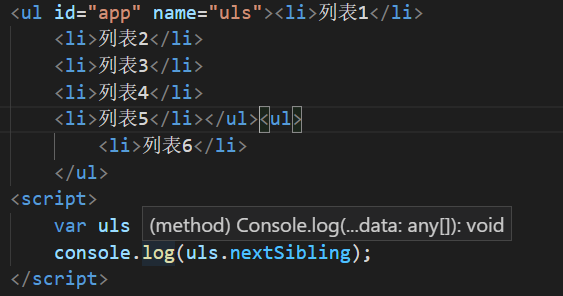 <ul id="app" name="uls"><li>列表1</li>
<li>列表2</li>
<li>列表3</li>
<li>列表4</li>
<li>列表5</li></ul><ul>
<li>列表6</li>
</ul>
<script>
var uls (method) Console.log(...data: any[]): void
console.log(uls.nextSibling);
</script>